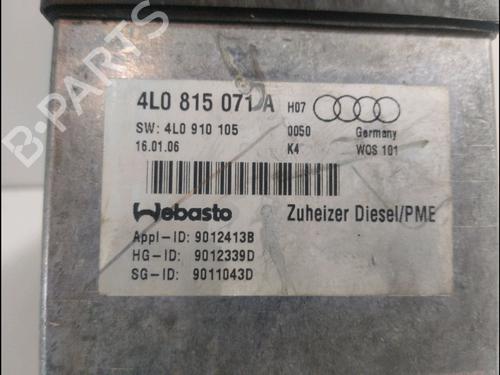 B-PARTS
4L0 815 071 A H07
SW: 4L0 910 105 0050 Germany
16.01.06 K4 WOS 101
Webasto Zuheizer Diesel/PME
Appl-ID: 9012413B
HG-ID: 9012339D
SG-ID: 9011043D